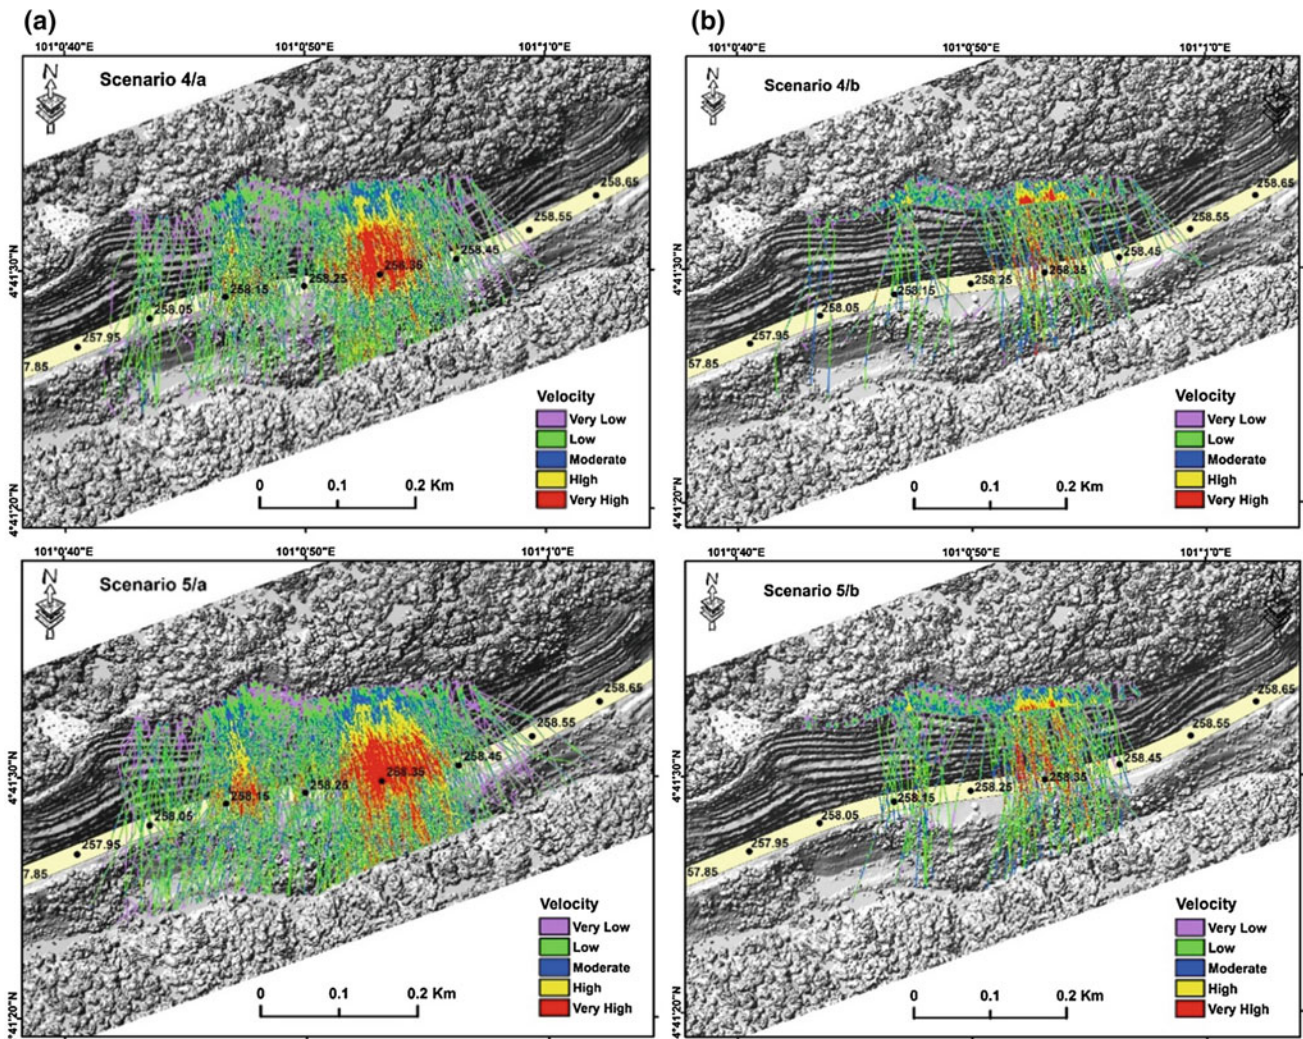 (a)
101°0'40"E 101°0'50"E 101°1'0"E
N
Scenario 4/a
258.65
258.55
258.45
258.35
258.25
258.15
258.05
257.95
7.85
4°41'30"N
4°41'20"N
Velocity
Very Low
Low
Moderate
High
Very High
0 0.1 0.2 Km
(b)
101°0'40"E 101°0'50"E 101°1'0"E
N
Scenario 4/b
258.65
258.55
258.45
258.35
258.25
258.15
258.05
257.95
57.85
4°41'30"N
4°41'20"N
Velocity
Very Low
Low
Moderate
High
Very High
0 0.1 0.2 Km
101°0'40"E 101°0'50"E 101°1'0"E
N
Scenario 5/a
258.65
258.55
258.45
258.35
258.25
258.15
258.05
257.95
7.85
4°41'30"N
4°41'20"N
Velocity
Very Low
Low
Moderate
High
Very High
0 0.1 0.2 Km
101°0'40"E 101°0'50"E 101°1'0"E
N
Scenario 5/b
258.65
258.55
258.45
258.35
258.25
258.15
258.05
257.95
57.85
4°41'30"N
4°41'20"N
Velocity
Very Low
Low
Moderate
High
Very High
0 0.1 0.2 Km